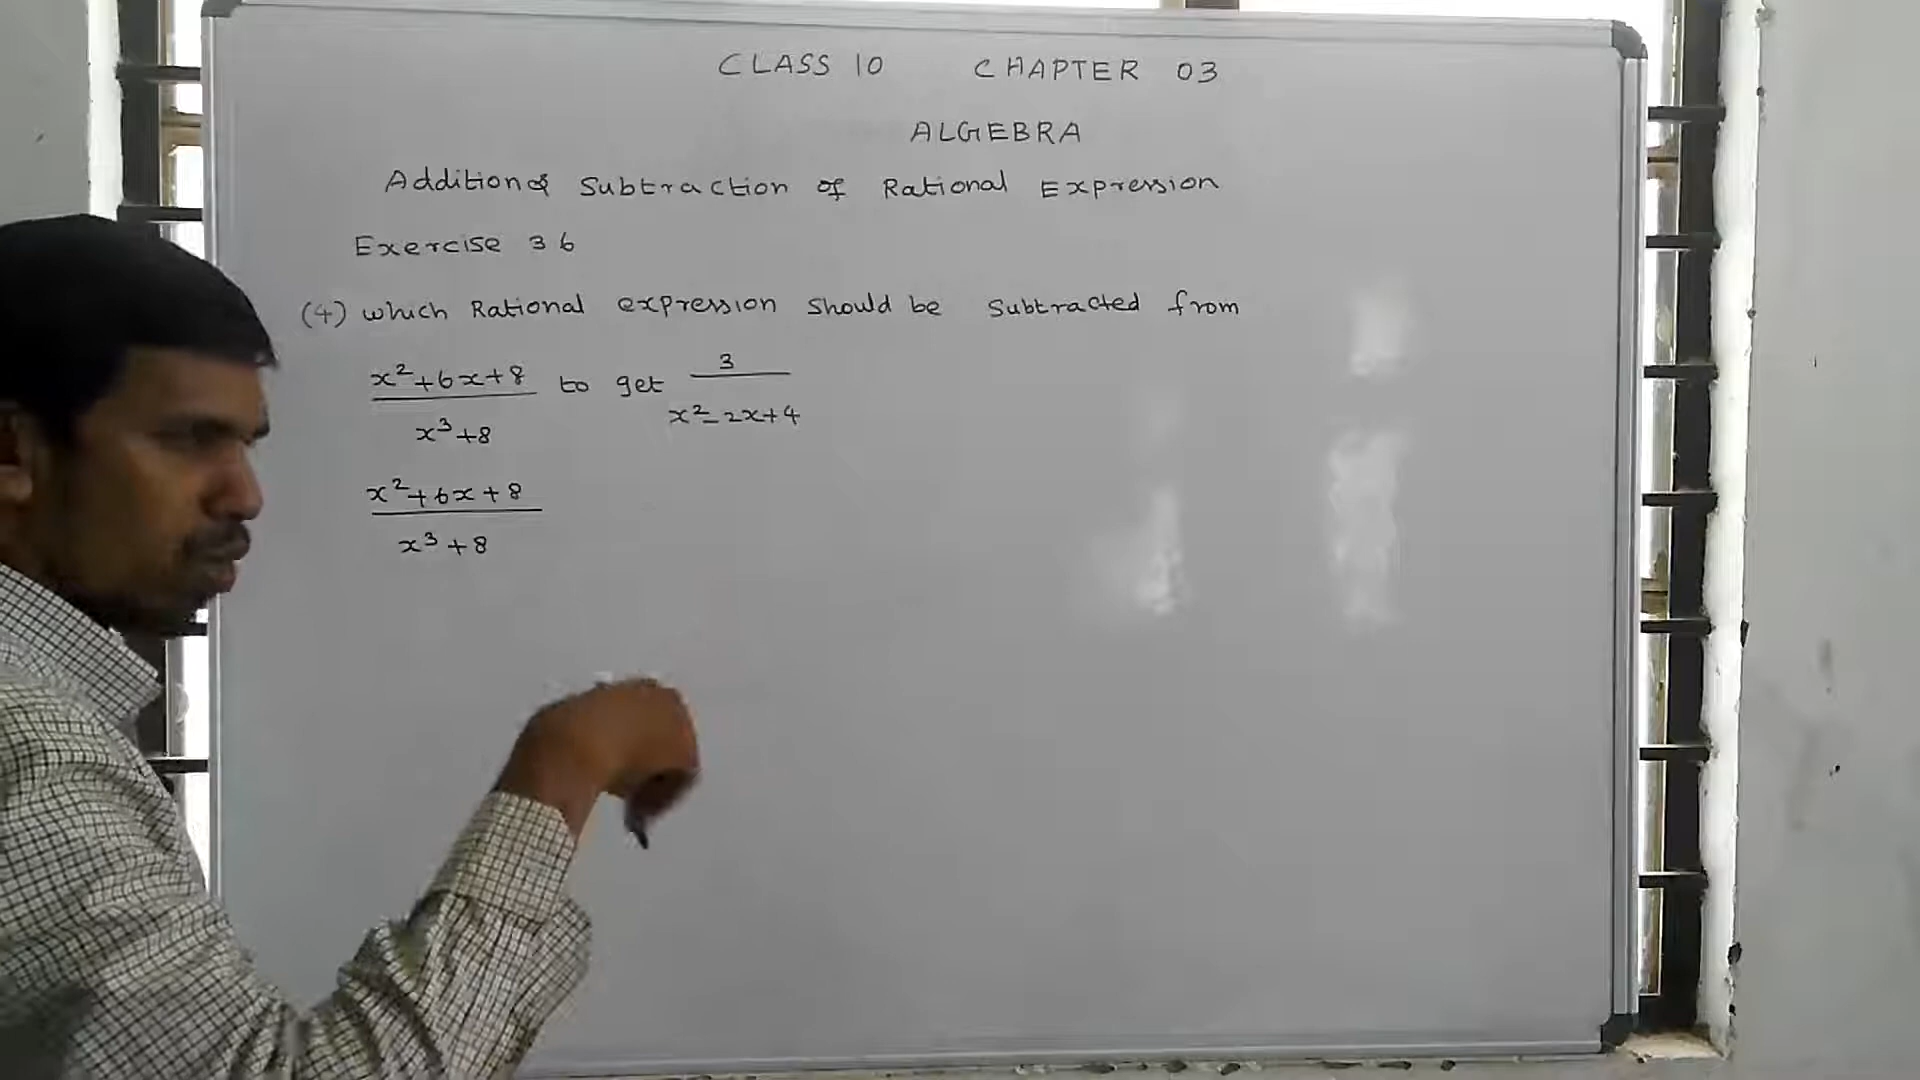 CLASS 10 CHAPTER 03
ALGEBRA
Addition & Subtraction of Rational Expression
Exercise 3 6
(4) which Rational expression should be Subtracted from
x²+6x+8 / x³+8 to get 3 / x²-2x+4
x²+6x+8 / x³+8